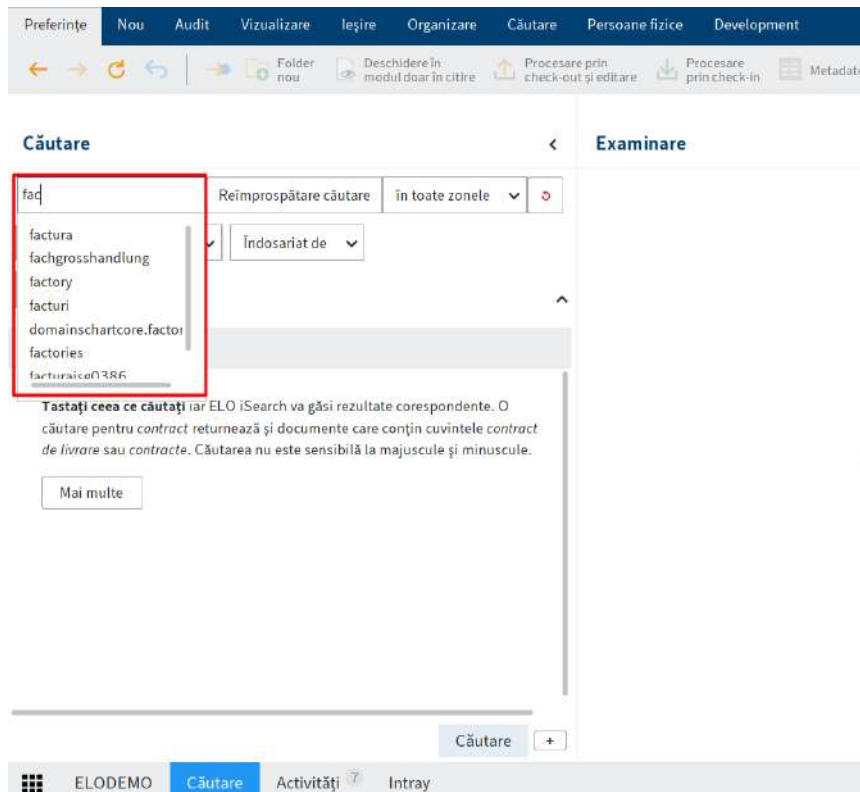 Preferințe Nou Audit Vizualizare Ieșire Organizare Căutare Persoane fizice Development
Folder nou
Deschidere în modul doar în citire
Procesare prin check-out și editare
Procesare prin check-in
Metadate
Căutare
Examinare
fac Reîmprospătare căutare în toate zonele
Îndosariat de
factura
fachgrosshandlung
factory
facturi
domainschartcore.factor
factories
facturaisg0386
Tastați ceea ce căutați iar ELO iSearch va găsi rezultate corespondente. O
căutare pentru contract returnează și documente care conțin cuvintele contract
de livrare sau contracte. Căutarea nu este sensibilă la majuscule și minuscule.
Mai multe
Căutare +
ELODEMO Căutare Activități 7 Intray